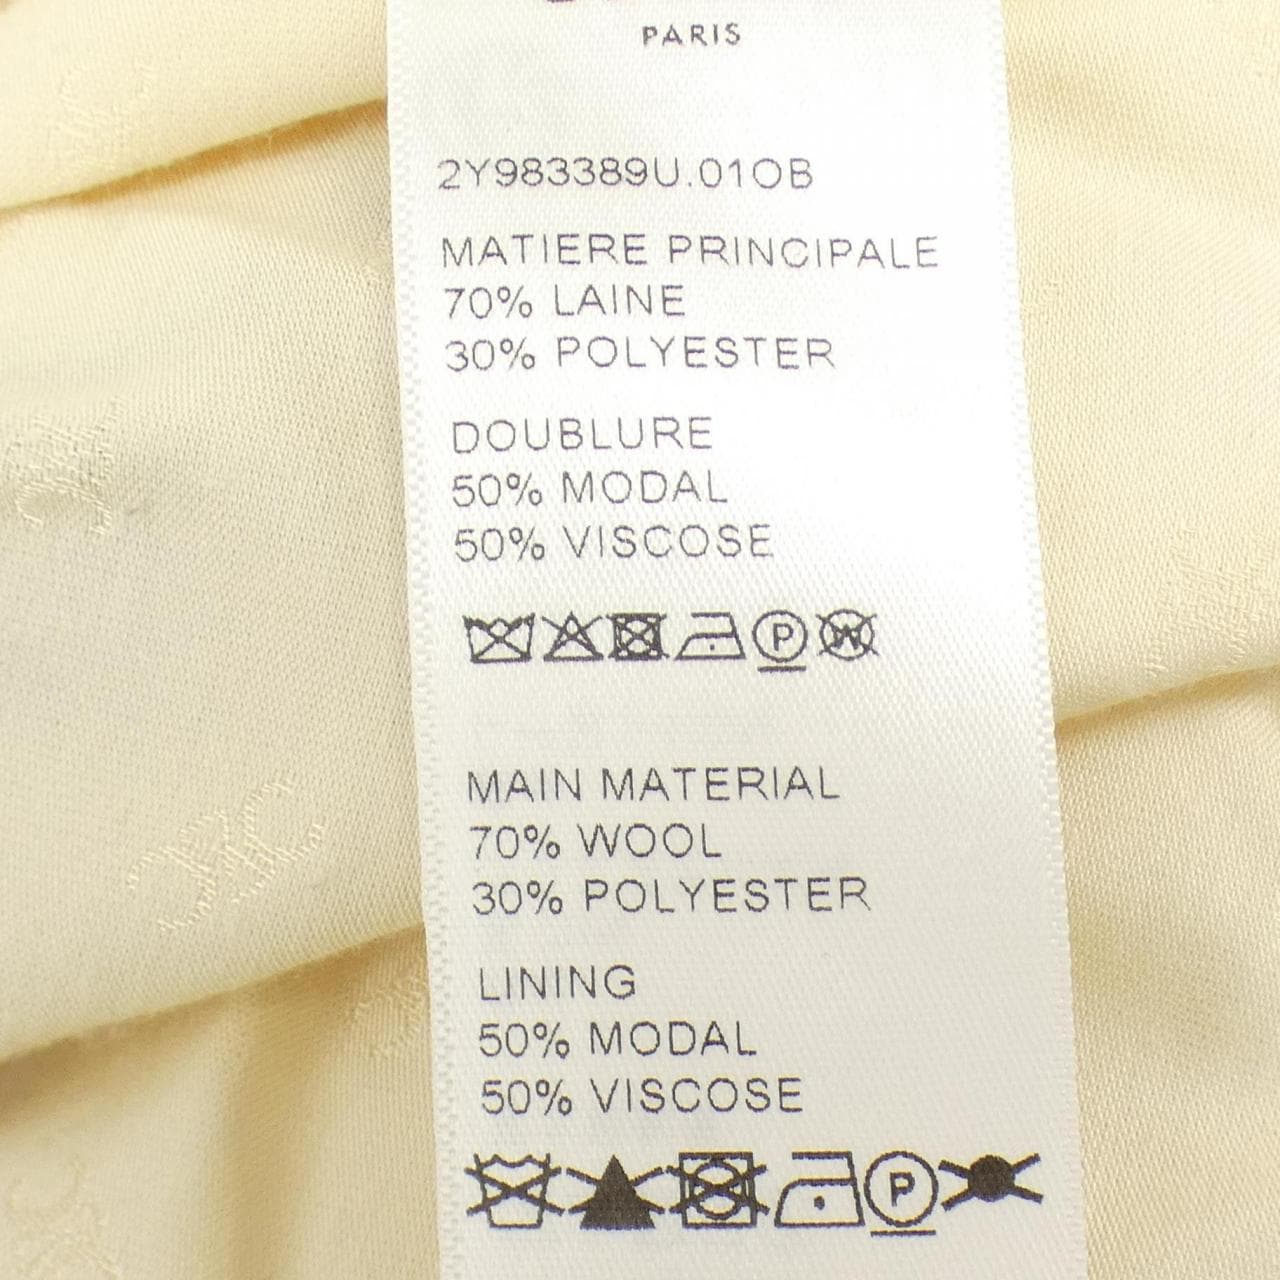 PARIS
2Y983389U.01OB
MATIERE PRINCIPALE
70% LAINE
30% POLYESTER
DOUBLURE
50% MODAL
50% VISCOSE
P W
MAIN MATERIAL
70% WOOL
30% POLYESTER
LINING
50% MODAL
50% VISCOSE
P